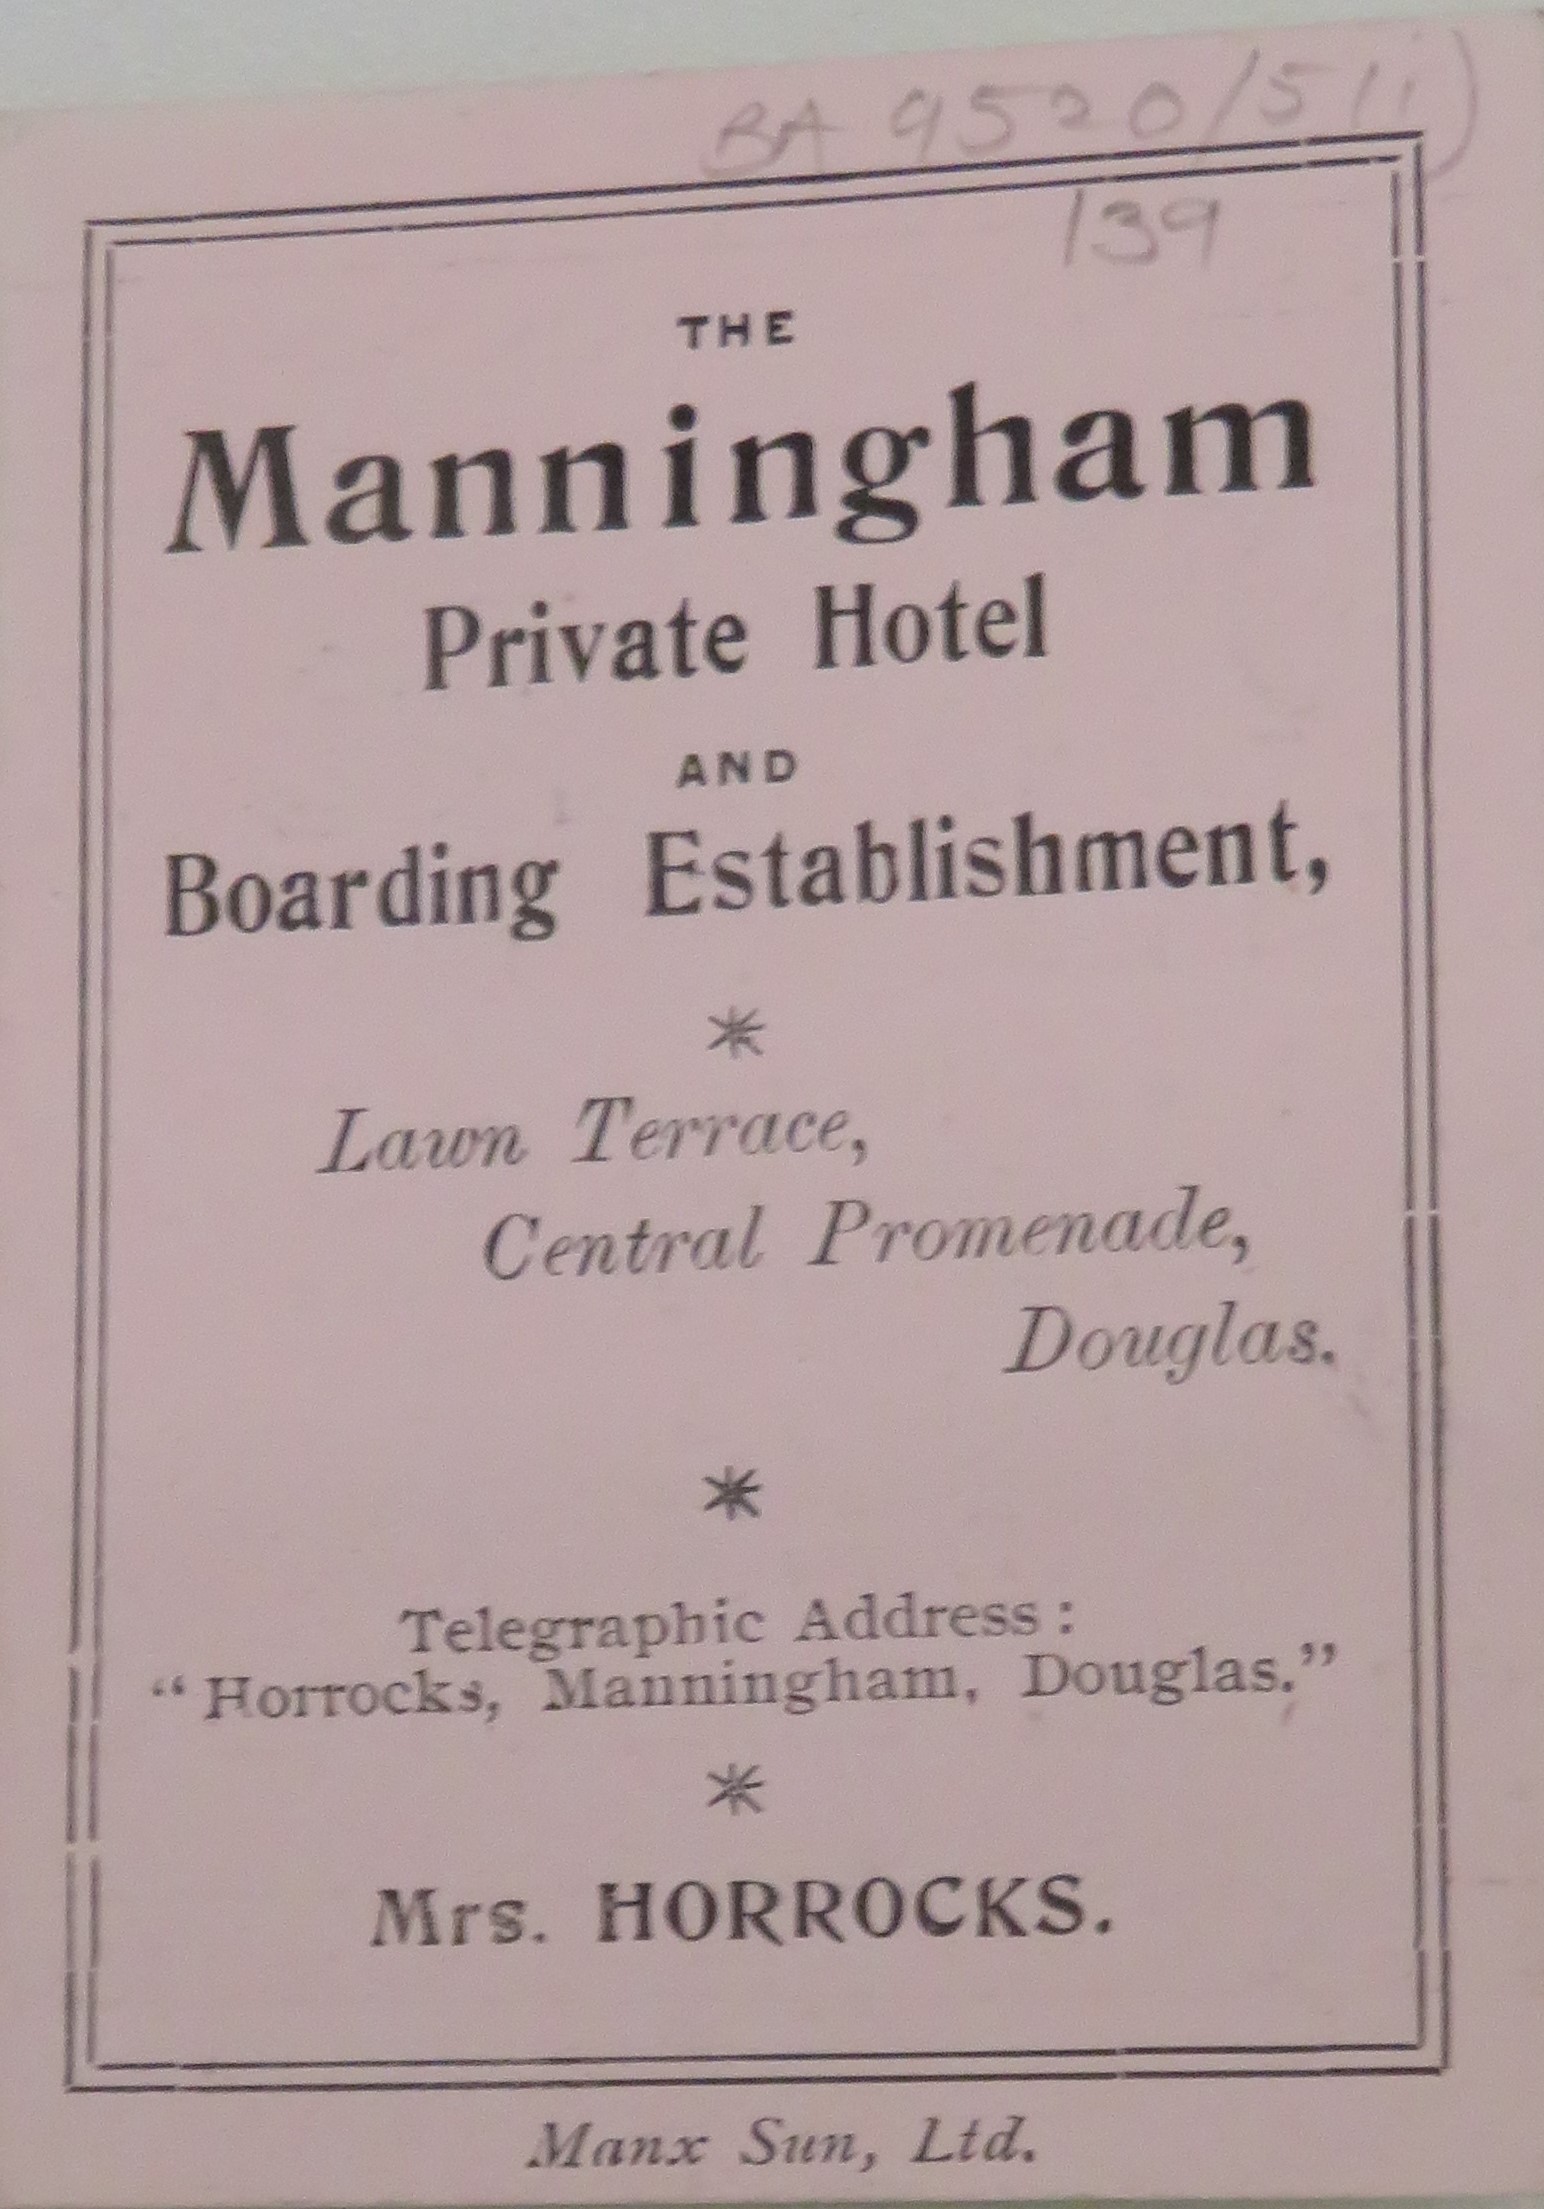 BA 9520/5(i)
139
THE
Manningham
Private Hotel
AND
Boarding Establishment,
*
Lawn Terrace,
Central Promenade,
Douglas.
*
Telegraphic Address:
"Horrocks, Manningham, Douglas."
*
Mrs. HORROCKS.
Manx Sun, Ltd.